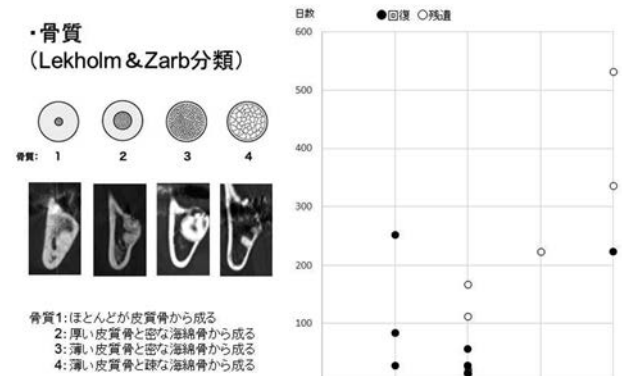 ・骨質
（Lekholm＆Zarb分類）
骨質： 1 2 3 4
骨質1：ほとんどが皮質骨から成る
2：厚い皮質骨と密な海綿骨から成る
3：薄い皮質骨と密な海綿骨から成る
4：薄い皮質骨と疎な海綿骨から成る
日数
●回復 ○残遺
600
500
400
300
200
100